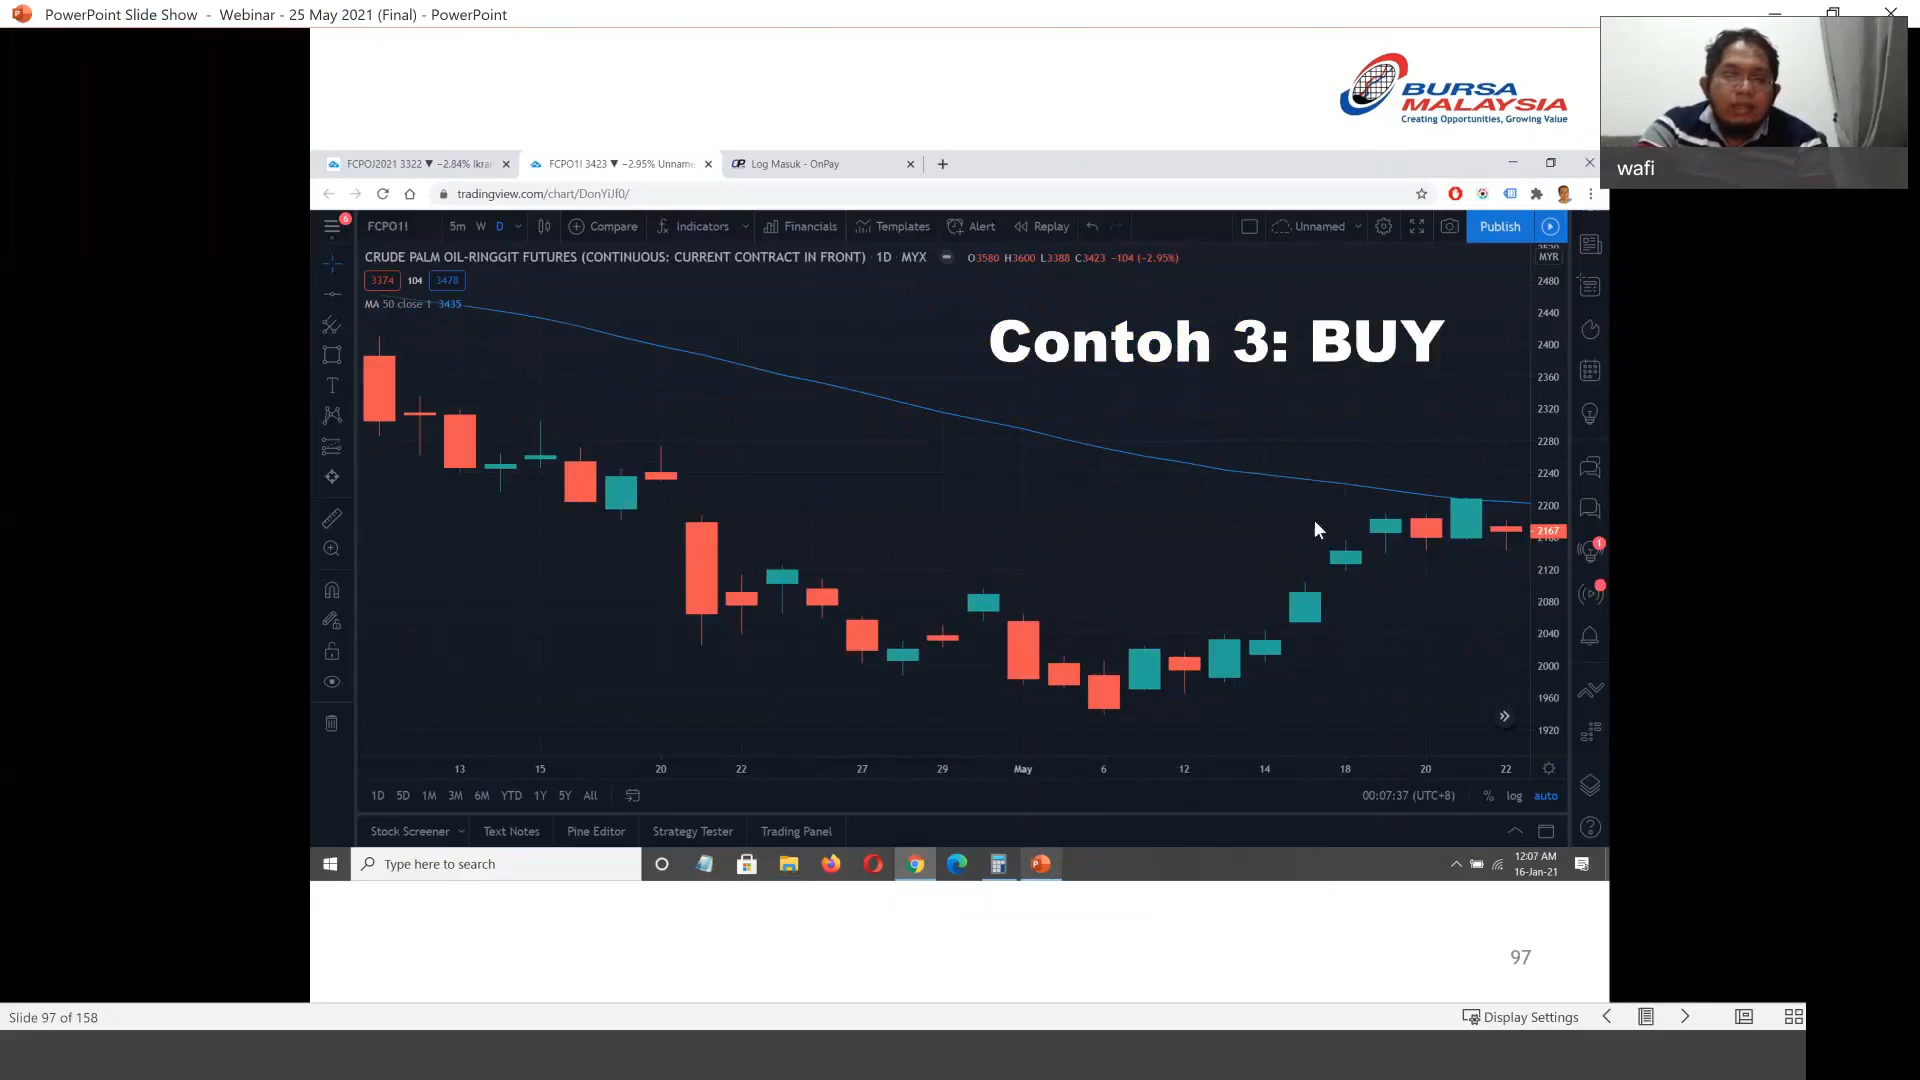 PowerPoint Slide Show - Webinar - 25 May 2021 (Final) - PowerPoint
BURSA
MALAYSIA
Creating Opportunities, Growing Value
wafi
FCPOJ2021 3322 ▼ −2.84% Ikra
FCPO1! 3423 ▼ −2.95% Unname
Log Masuk - OnPay
tradingview.com/chart/DonYiJf0/
6
FCPO1!
5m W D
Compare
Indicators
Financials
Templates
Alert
Replay
Unnamed
Publish
CRUDE PALM OIL-RINGGIT FUTURES (CONTINUOUS: CURRENT CONTRACT IN FRONT) 1D MYX
O3580 H3600 L3388 C3423 −104 (−2.95%)
MYR
3374 104 3478
MA 50 close 1 3435
Contoh 3: BUY
2480
2440
2400
2360
2320
2280
2240
2200
2167
2120
2080
2040
2000
1960
1920
1
13 15 20 22 27 29 May 6 12 14 18 20 22
1D 5D 1M 3M 6M YTD 1Y 5Y All
00:07:37 (UTC+8) % log auto
Stock Screener Text Notes Pine Editor Strategy Tester Trading Panel
Type here to search
12:07 AM
16-Jan-21
97
Slide 97 of 158
Display Settings